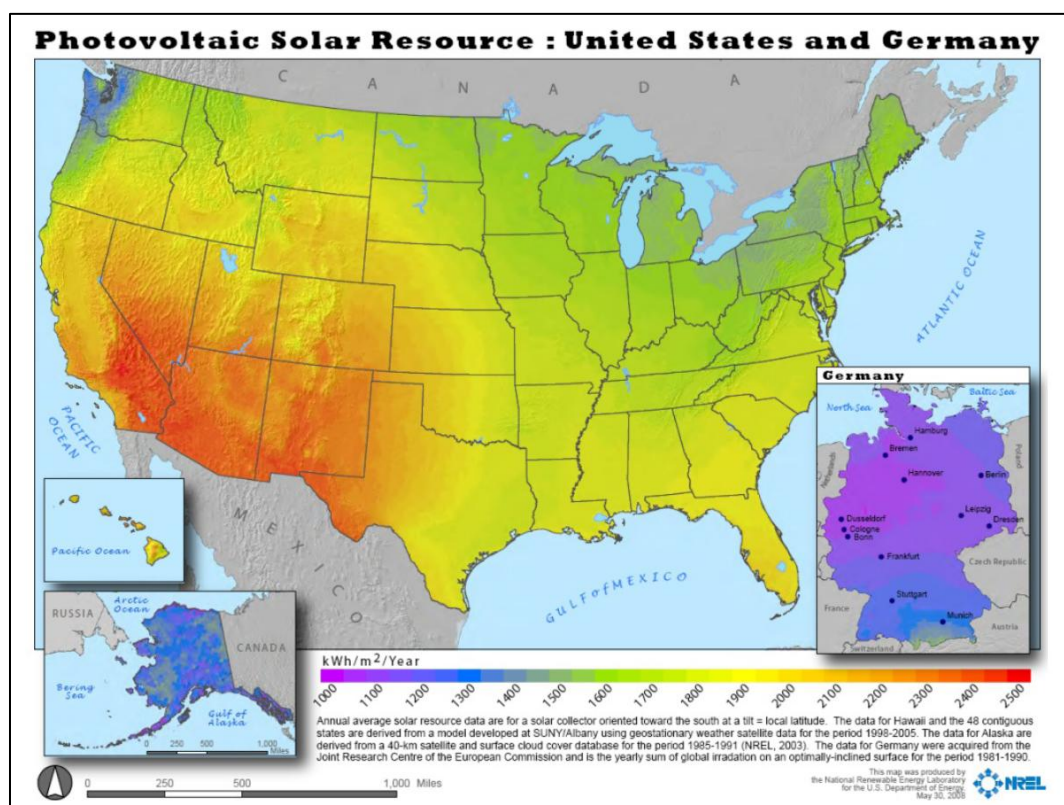 Photovoltaic Solar Resource : United States and Germany
CANADA
ATLANTIC OCEAN
PACIFIC OCEAN
MEXICO
GULF of MEXICO
Pacific Ocean
Arctic Ocean
RUSSIA
CANADA
Bering Sea
Gulf of Alaska
0 250 500 1,000
Miles
Germany
North Sea
Baltic Sea
Hamburg
Bremen
Netherlands
Poland
Hannover
Berlin
Dusseldorf
Leipzig
Cologne
Dresden
Bonn
Frankfurt
Czech Republic
Stuttgart
France
Munich
Austria
Switzerland
kWh/m²/Year
1000 1100 1200 1300 1400 1500 1600 1700 1800 1900 2000 2100 2200 2300 2400 2500
Annual average solar resource data are for a solar collector oriented toward the south at a tilt = local latitude. The data for Hawaii and the 48 contiguous
states are derived from a model developed at SUNY/Albany using geostationary weather satellite data for the period 1998-2005. The data for Alaska are
derived from a 40-km satellite and surface cloud cover database for the period 1985-1991 (NREL, 2003). The data for Germany were acquired from the
Joint Research Centre of the European Commission and is the yearly sum of global irradation on an optimally-inclined surface for the period 1981-1990.
0 250 500 1,000 Miles
This map was produced by
the National Renewable Energy Laboratory
for the U.S. Department of Energy.
May 30, 2008
NREL